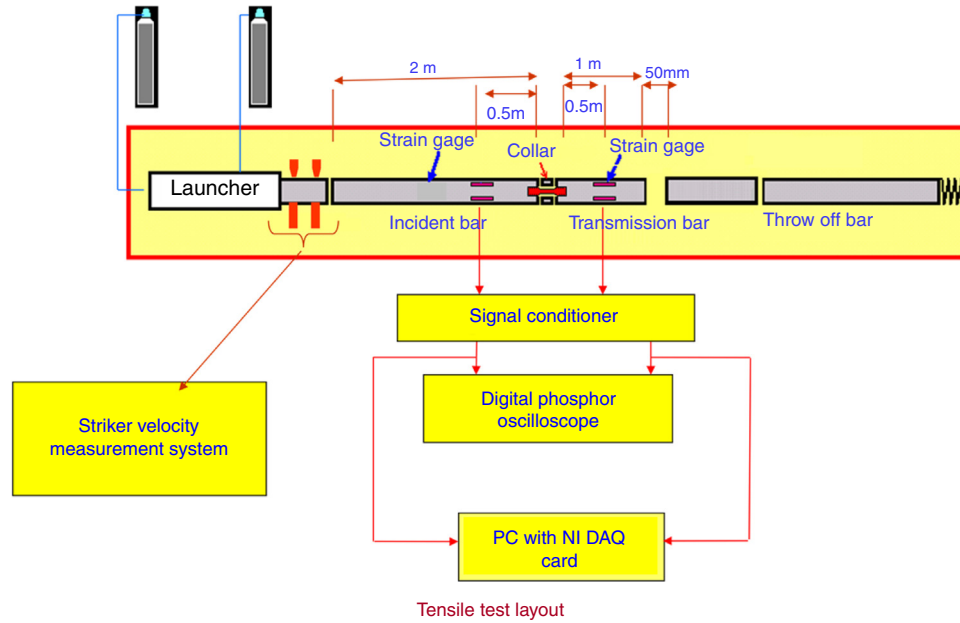 2 m
1 m
50mm
0.5m
0.5m
Strain gage
Collar
Strain gage
Launcher
Incident bar
Transmission bar
Throw off bar
Signal conditioner
Striker velocity
measurement system
Digital phosphor
oscilloscope
PC with NI DAQ
card
Tensile test layout